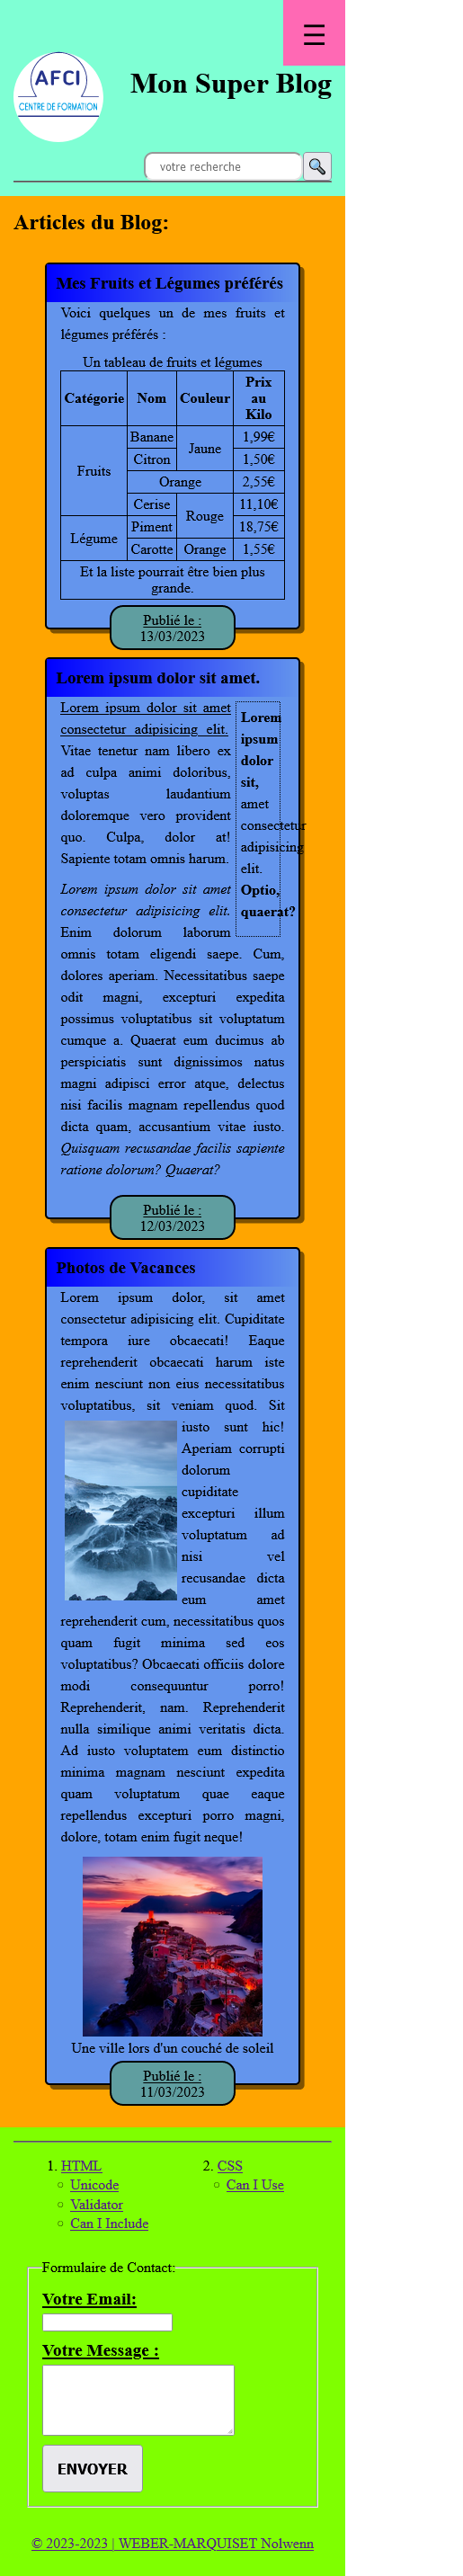 ☰
AFCI
CENTRE DE FORMATION
Mon Super Blog
votre recherche
Articles du Blog:
Mes Fruits et Légumes préférés
Voici quelques un de mes fruits et
légumes préférés :
Un tableau de fruits et légumes
Catégorie Nom Couleur Prix au Kilo
Fruits Banane Jaune 1,99€
Citron 1,50€
Orange 2,55€
Cerise Rouge 11,10€
Légume Piment 18,75€
Carotte Orange 1,55€
Et la liste pourrait être bien plus
grande.
Publié le :
13/03/2023
Lorem ipsum dolor sit amet.
Lorem ipsum dolor sit amet
consectetur adipisicing elit.
Vitae tenetur nam libero ex
ad culpa animi doloribus,
voluptas laudantium
doloremque vero provident
quo. Culpa, dolor at!
Sapiente totam omnis harum.
Lorem
ipsum
dolor
sit,
amet
consectetur
adipisicing
elit.
Optio,
quaerat?
Lorem ipsum dolor sit amet
consectetur adipisicing elit.
Enim dolorum laborum
omnis totam eligendi saepe. Cum,
dolores aperiam. Necessitatibus saepe
odit magni, excepturi expedita
possimus voluptatibus sit voluptatum
cumque a. Quaerat eum ducimus ab
perspiciatis sunt dignissimos natus
magni adipisci error atque, delectus
nisi facilis magnam repellendus quod
dicta quam, accusantium vitae iusto.
Quisquam recusandae facilis sapiente
ratione dolorum? Quaerat?
Publié le :
12/03/2023
Photos de Vacances
Lorem ipsum dolor, sit amet
consectetur adipisicing elit. Cupiditate
tempora iure obcaecati! Eaque
reprehenderit obcaecati harum iste
enim nesciunt non eius necessitatibus
voluptatibus, sit veniam quod. Sit
iusto sunt hic!
Aperiam corrupti
dolorum
cupiditate
excepturi illum
voluptatum ad
nisi vel
recusandae dicta
eum amet
reprehenderit cum, necessitatibus quos
quam fugit minima sed eos
voluptatibus? Obcaecati officiis dolore
modi consequuntur porro!
Reprehenderit, nam. Reprehenderit
nulla similique animi veritatis dicta.
Ad iusto voluptatem eum distinctio
minima magnam nesciunt expedita
quam voluptatum quae eaque
repellendus excepturi porro magni,
dolore, totam enim fugit neque!
Une ville lors d'un couché de soleil
Publié le :
11/03/2023
1. HTML
Unicode
Validator
Can I Include
2. CSS
Can I Use
Formulaire de Contact:
Votre Email:
Votre Message :
ENVOYER
© 2023-2023 | WEBER-MARQUISET Nolwenn